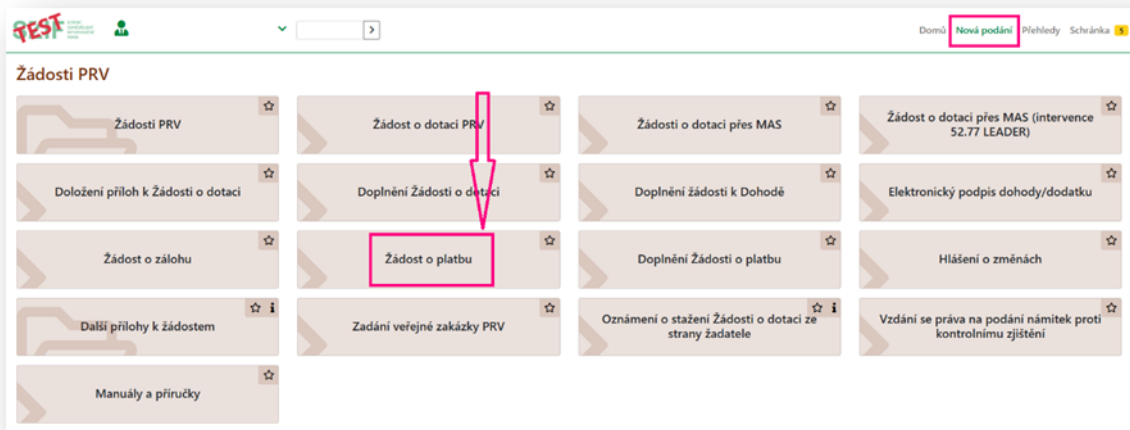 TEST
Domů Nová podání Přehledy Schránka 5
Žádosti PRV
Žádosti PRV
Žádost o dotaci PRV
Žádosti o dotaci přes MAS
Žádost o dotaci přes MAS (intervence
52.77 LEADER)
Doložení příloh k Žádosti o dotaci
Doplnění Žádosti o dotaci
Doplnění žádosti k Dohodě
Elektronický podpis dohody/dodatku
Žádost o zálohu
Žádost o platbu
Doplnění Žádosti o platbu
Hlášení o změnách
Další přílohy k žádostem
Zadání veřejné zakázky PRV
Oznámení o stažení Žádosti o dotaci ze
strany žadatele
Vzdání se práva na podání námitek proti
kontrolnímu zjištění
Manuály a příručky